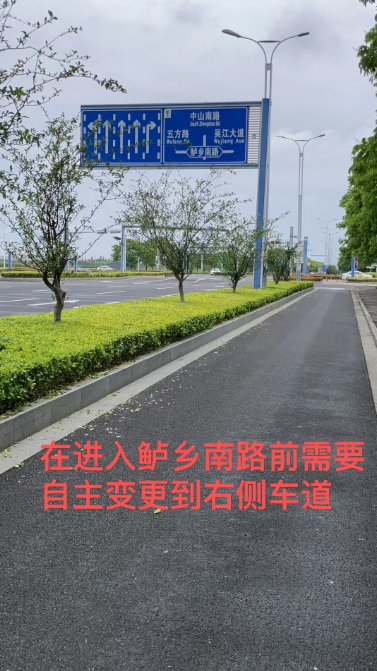 中山南路
South Zhongshan Rd
五方路
吴江大道
Wufang Rd
Wujiang Ave
鲈乡南路
在进入鲈乡南路前需要
自主变更到右侧车道